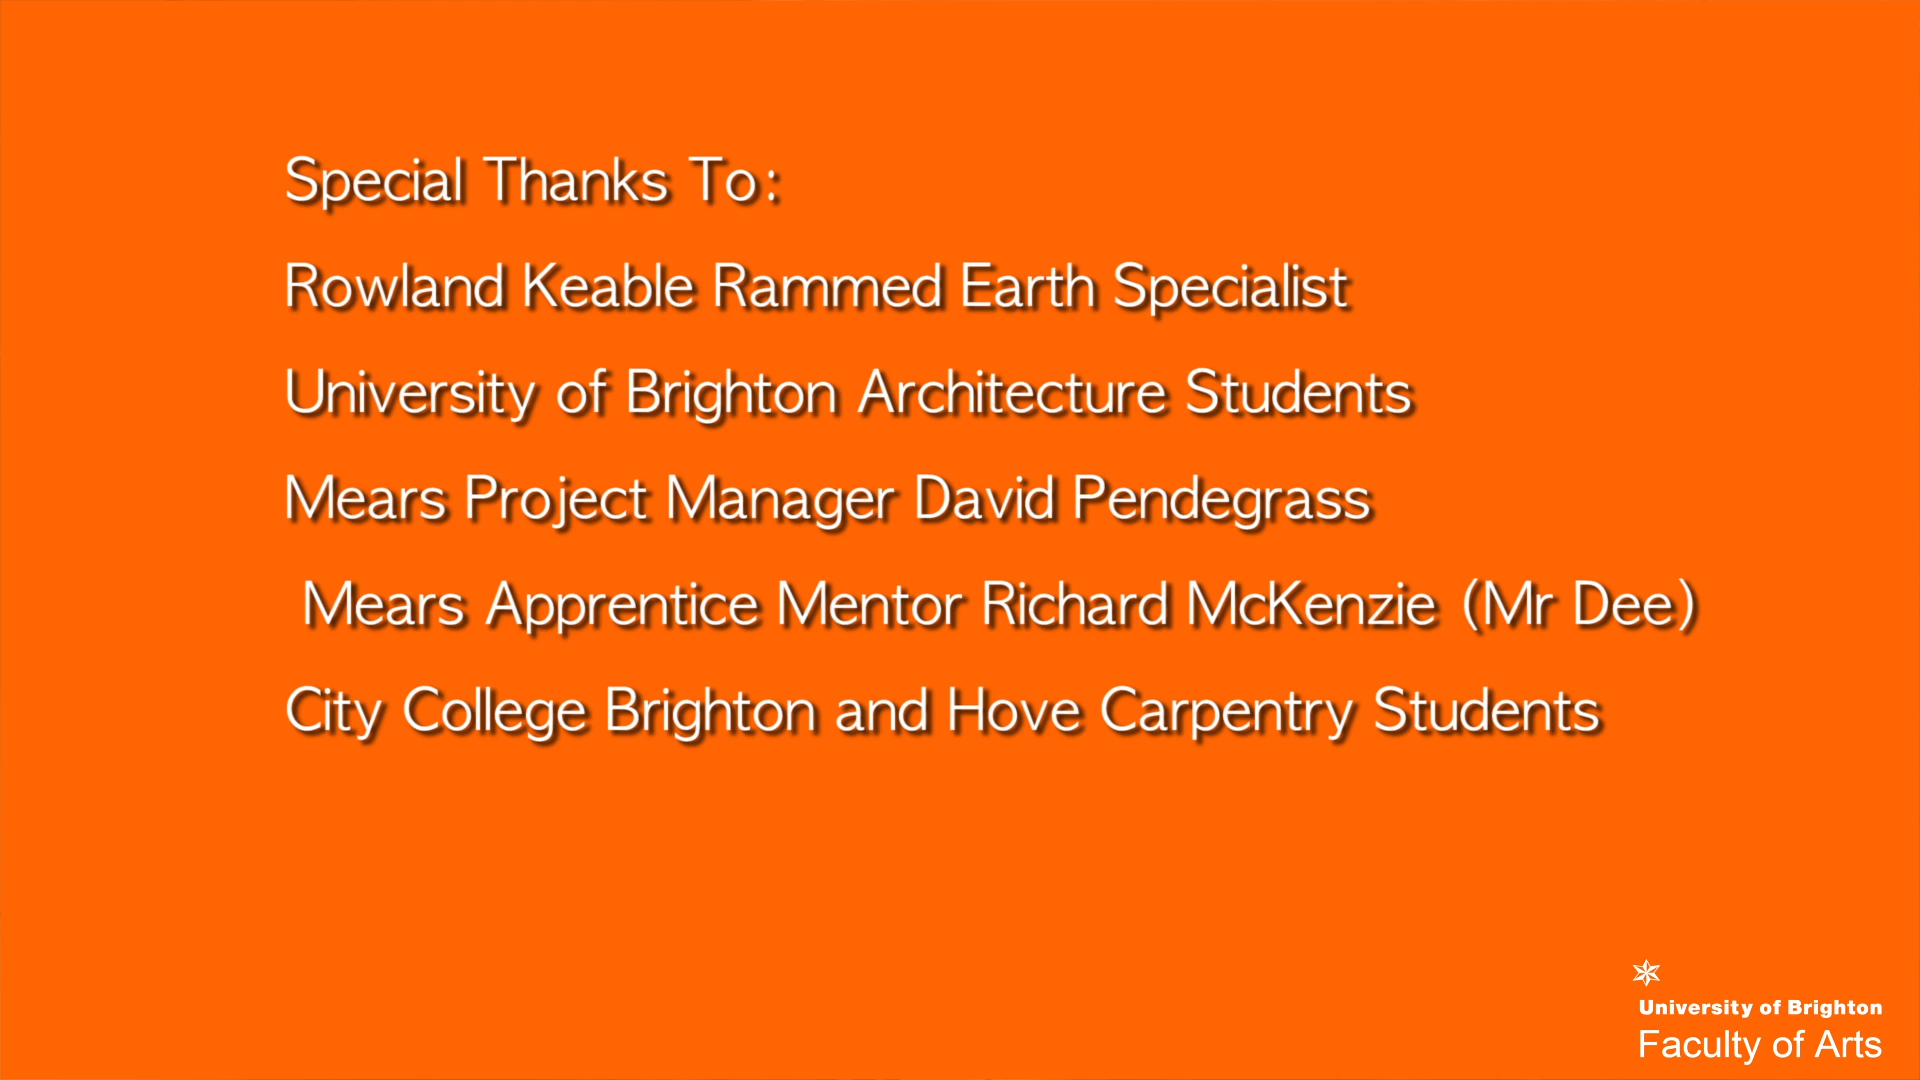 Special Thanks To:
Rowland Keable Rammed Earth Specialist
University of Brighton Architecture Students
Mears Project Manager David Pendegrass
Mears Apprentice Mentor Richard McKenzie (Mr Dee)
City College Brighton and Hove Carpentry Students
University of Brighton
Faculty of Arts